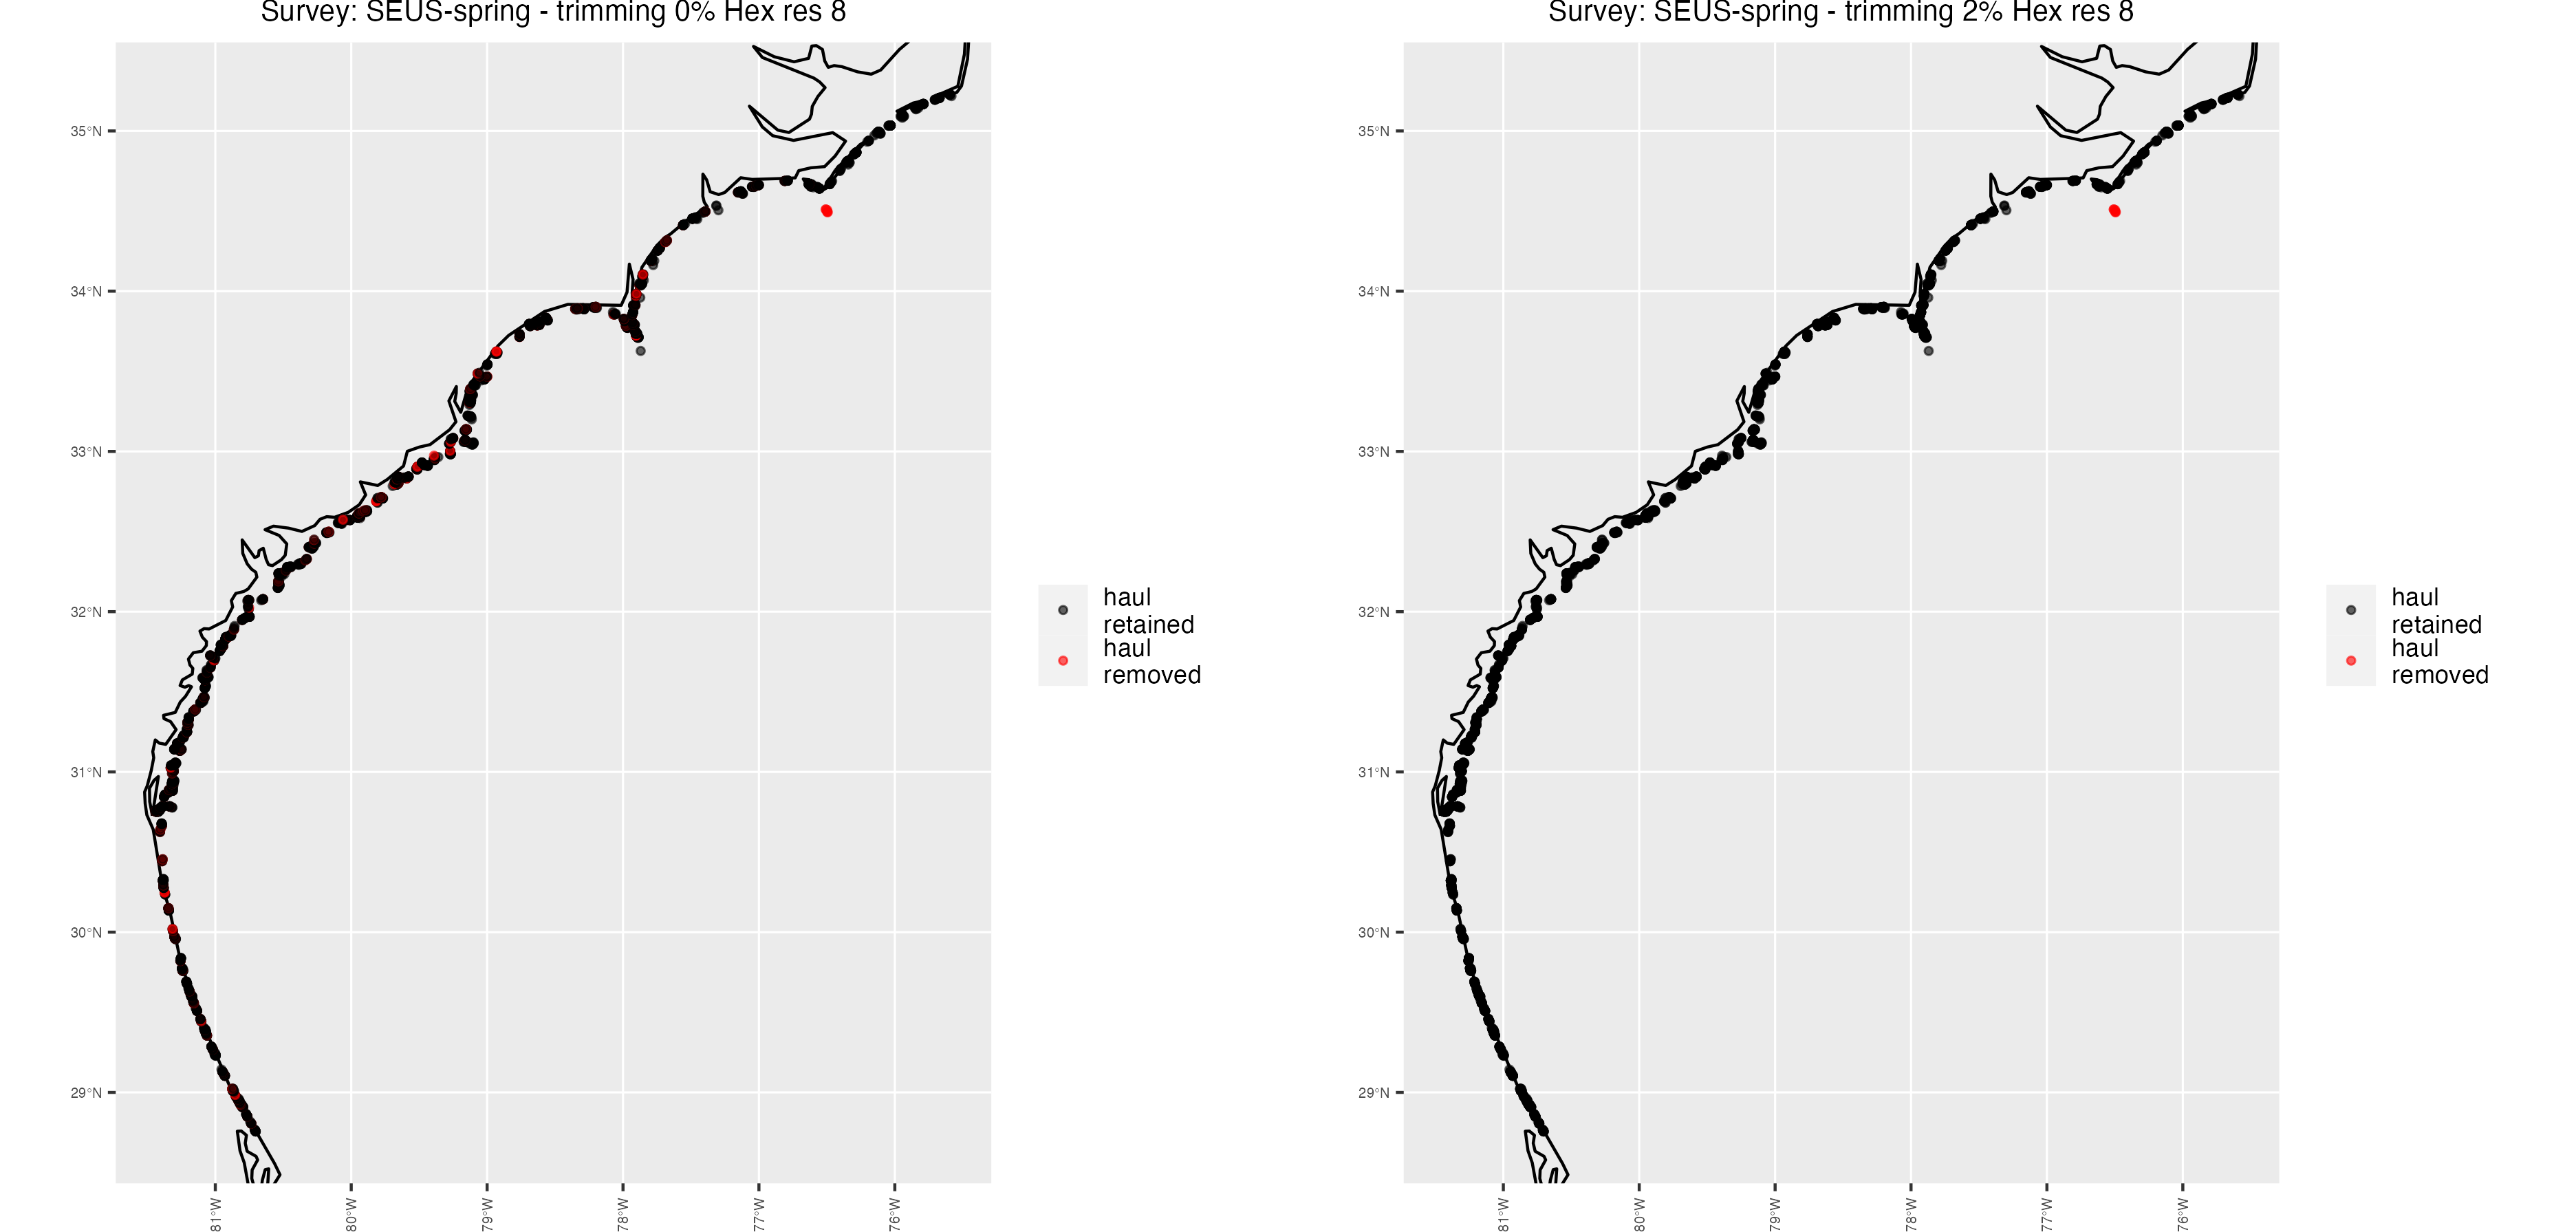 Survey: SEUS-spring - trimming 0% Hex res 8
35°N
34°N
33°N
32°N
31°N
30°N
29°N
81°W
80°W
79°W
78°W
77°W
76°W
haul
retained
haul
removed
Survey: SEUS-spring - trimming 2% Hex res 8
35°N
34°N
33°N
32°N
31°N
30°N
29°N
81°W
80°W
79°W
78°W
77°W
76°W
haul
retained
haul
removed